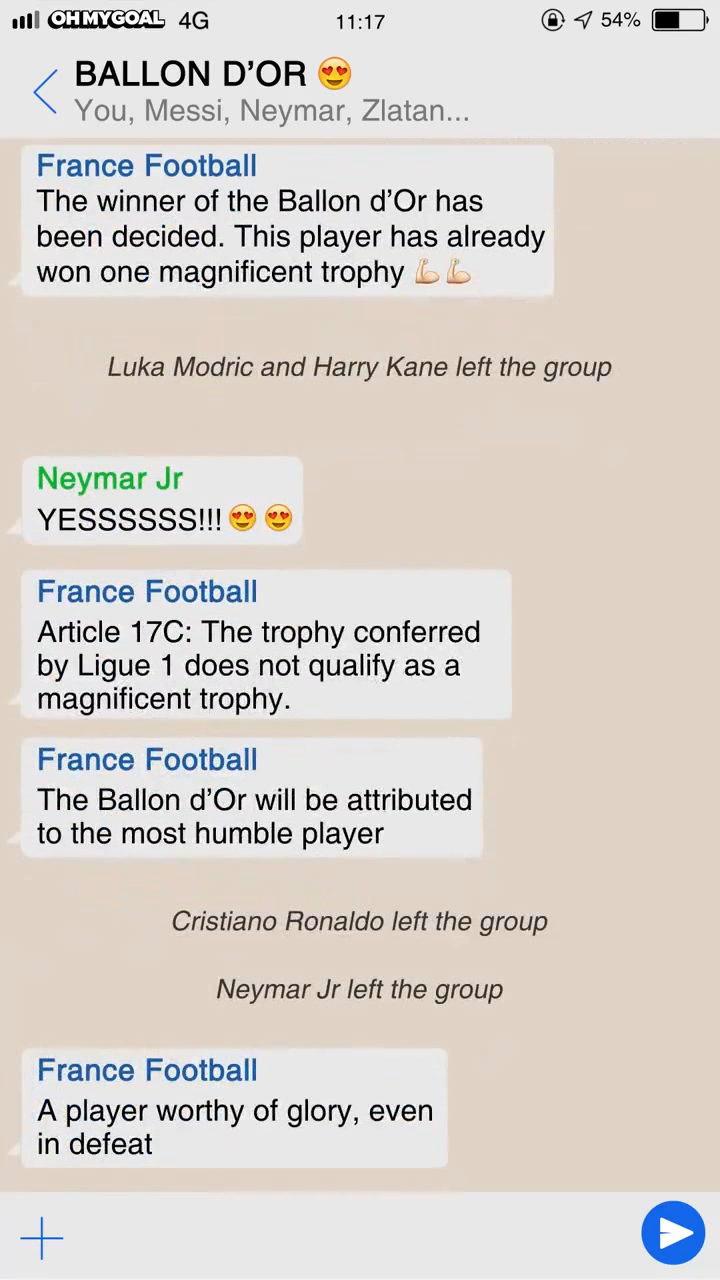 OHMYGOAL 4G 11:17 54%
BALLON D'OR 😍
You, Messi, Neymar, Zlatan...
France Football
The winner of the Ballon d'Or has
been decided. This player has already
won one magnificent trophy 💪🏻💪🏻
Luka Modric and Harry Kane left the group
Neymar Jr
YESSSSSS!!! 😍 😍
France Football
Article 17C: The trophy conferred
by Ligue 1 does not qualify as a
magnificent trophy.
France Football
The Ballon d'Or will be attributed
to the most humble player
Cristiano Ronaldo left the group
Neymar Jr left the group
France Football
A player worthy of glory, even
in defeat